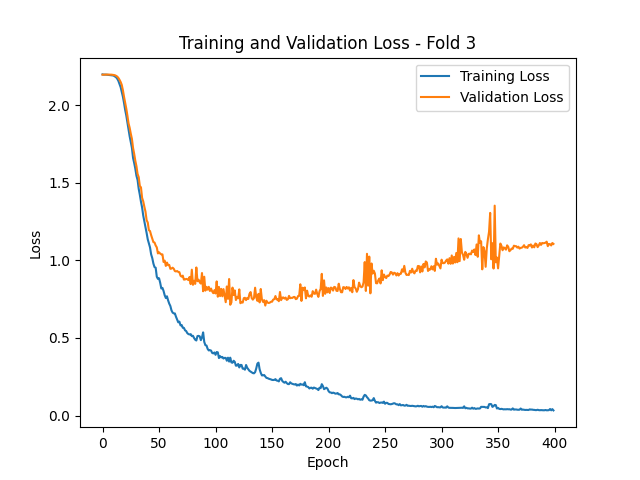 Training and Validation Loss - Fold 3
Training Loss
Validation Loss
2.0
1.5
1.0
0.5
0.0
Loss
0 50 100 150 200 250 300 350 400
Epoch